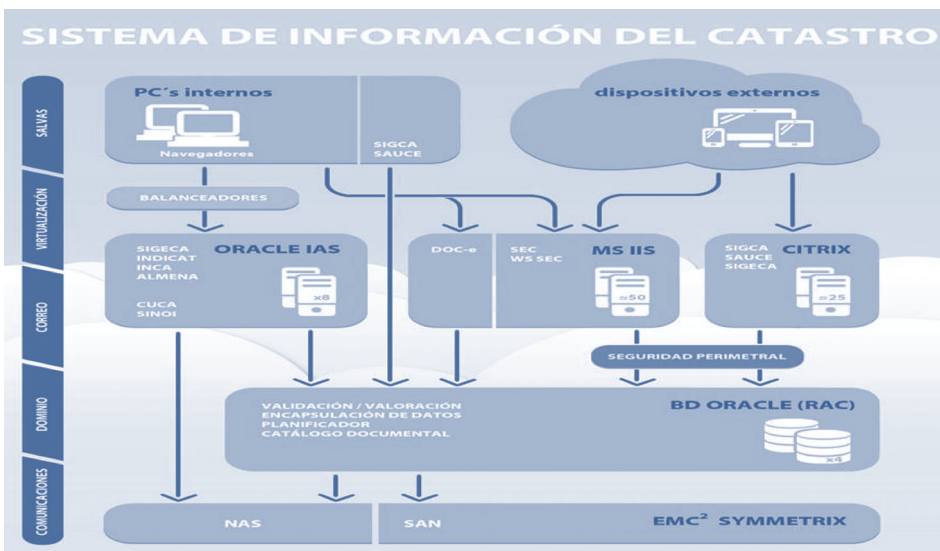 SISTEMA DE INFORMACIÓN DEL CATASTRO
SALVAS
VIRTUALIZACIÓN
CORREO
DOMINIO
COMUNICACIONES
PC´s internos
Navegadores
SIGCA
SAUCE
dispositivos externos
BALANCEADORES
SIGECA
INDICAT
INCA
ALMENA
CUCA
SINOI
ORACLE IAS
x8
DOC-e
SEC
WS SEC
MS IIS
≃50
SIGCA
SAUCE
SIGECA
CITRIX
≃25
SEGURIDAD PERIMETRAL
VALIDACIÓN / VALORACIÓN
ENCAPSULACIÓN DE DATOS
PLANIFICADOR
CATÁLOGO DOCUMENTAL
BD ORACLE (RAC)
x4
NAS
SAN
EMC² SYMMETRIX